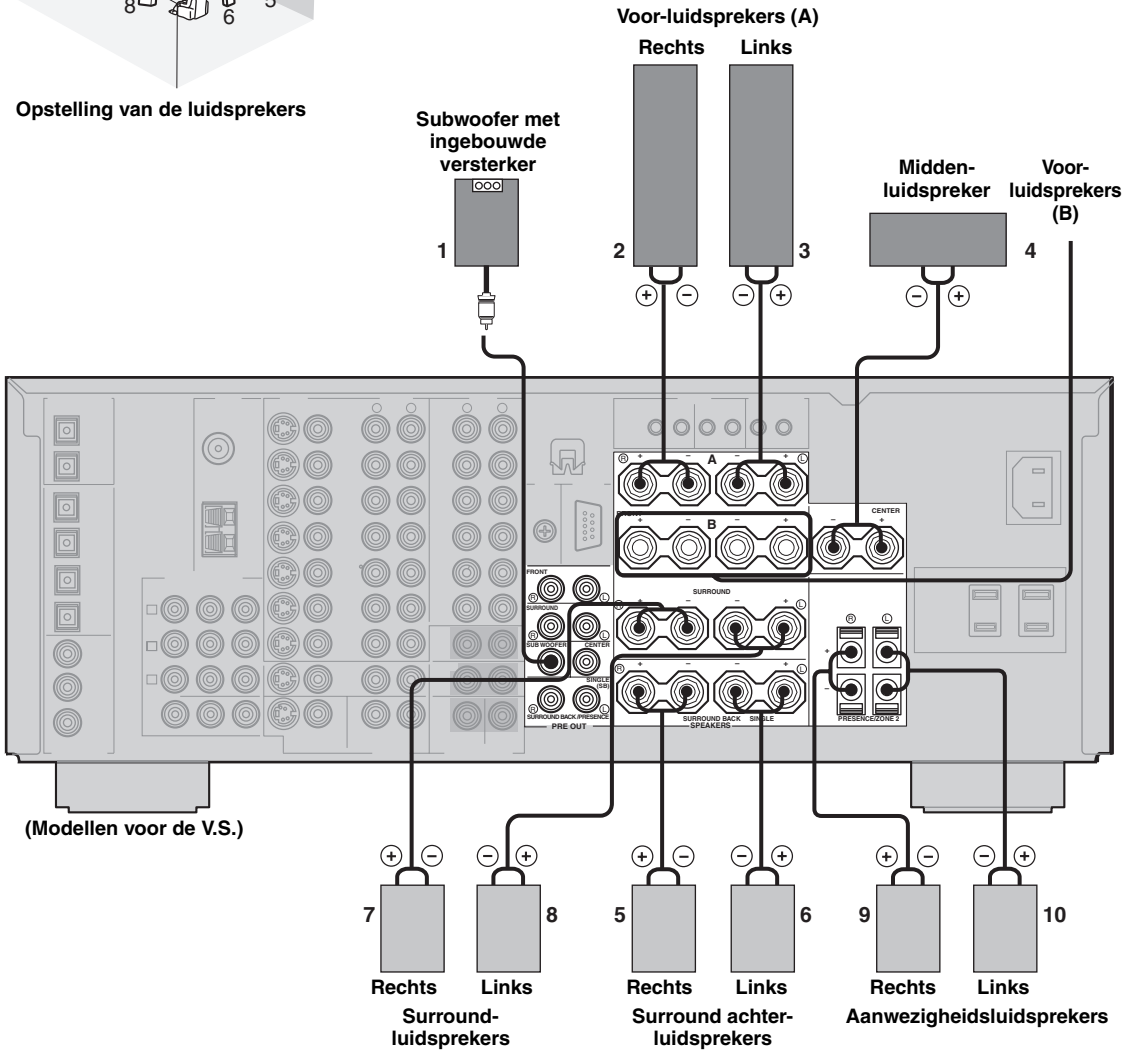 8
6
5
Opstelling van de luidsprekers
Voor-luidsprekers (A)
Rechts Links
Subwoofer met
ingebouwde
versterker
Midden-
luidspreker
Voor-
luidsprekers
(B)
1
2
3
4
+ − − +
− +
R + − A − + L
FRONT
+ − B − +
CENTER
− +
FRONT
R L
SURROUND
R L
SUB WOOFER CENTER
SINGLE
(SB)
R L
SURROUND BACK /PRESENCE
PRE OUT
SURROUND
R + − − + L
R + − − + L
SURROUND BACK SINGLE
SPEAKERS
R L
+
−
PRESENCE/ZONE 2
(Modellen voor de V.S.)
+ − − + + − − + + − − +
7 8 5 6 9 10
Rechts Links Rechts Links Rechts Links
Surround-
luidsprekers
Surround achter-
luidsprekers
Aanwezigheidsluidsprekers